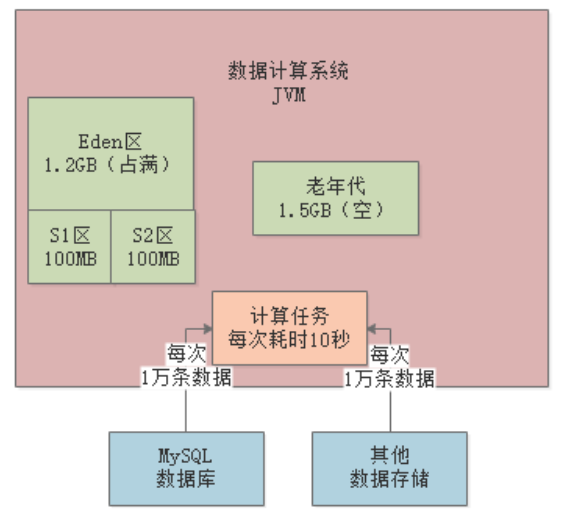 数据计算系统
JVM
Eden区
1.2GB（占满）
S1区
100MB
S2区
100MB
老年代
1.5GB（空）
计算任务
每次耗时10秒
每次
1万条数据
每次
1万条数据
MySQL
数据库
其他
数据存储